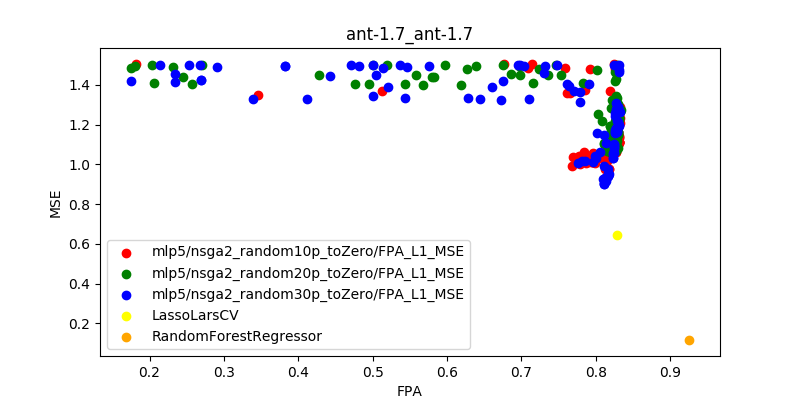 ant-1.7_ant-1.7
MSE
1.4
1.2
1.0
0.8
0.6
0.4
0.2
mlp5/nsga2_random10p_toZero/FPA_L1_MSE
mlp5/nsga2_random20p_toZero/FPA_L1_MSE
mlp5/nsga2_random30p_toZero/FPA_L1_MSE
LassoLarsCV
RandomForestRegressor
0.2 0.3 0.4 0.5 0.6 0.7 0.8 0.9
FPA